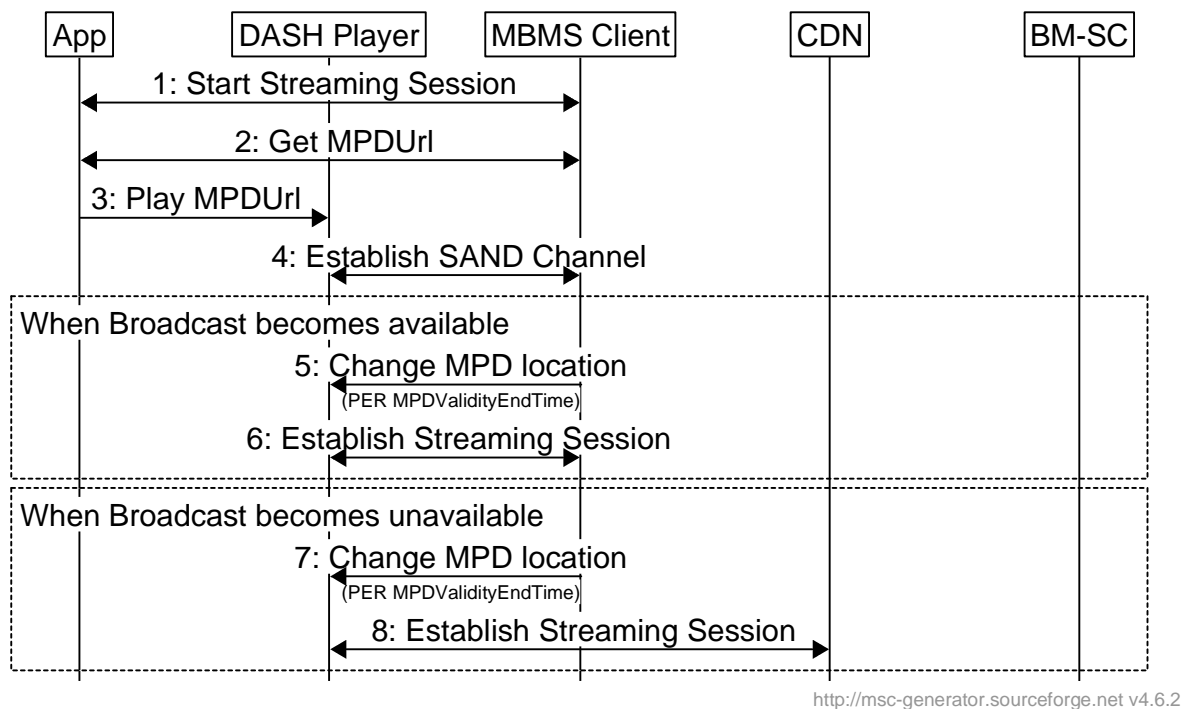 App
DASH Player
MBMS Client
CDN
BM-SC
1: Start Streaming Session
2: Get MPDUrl
3: Play MPDUrl
4: Establish SAND Channel
When Broadcast becomes available
5: Change MPD location
(PER MPDValidityEndTime)
6: Establish Streaming Session
When Broadcast becomes unavailable
7: Change MPD location
(PER MPDValidityEndTime)
8: Establish Streaming Session
http://msc-generator.sourceforge.net v4.6.2